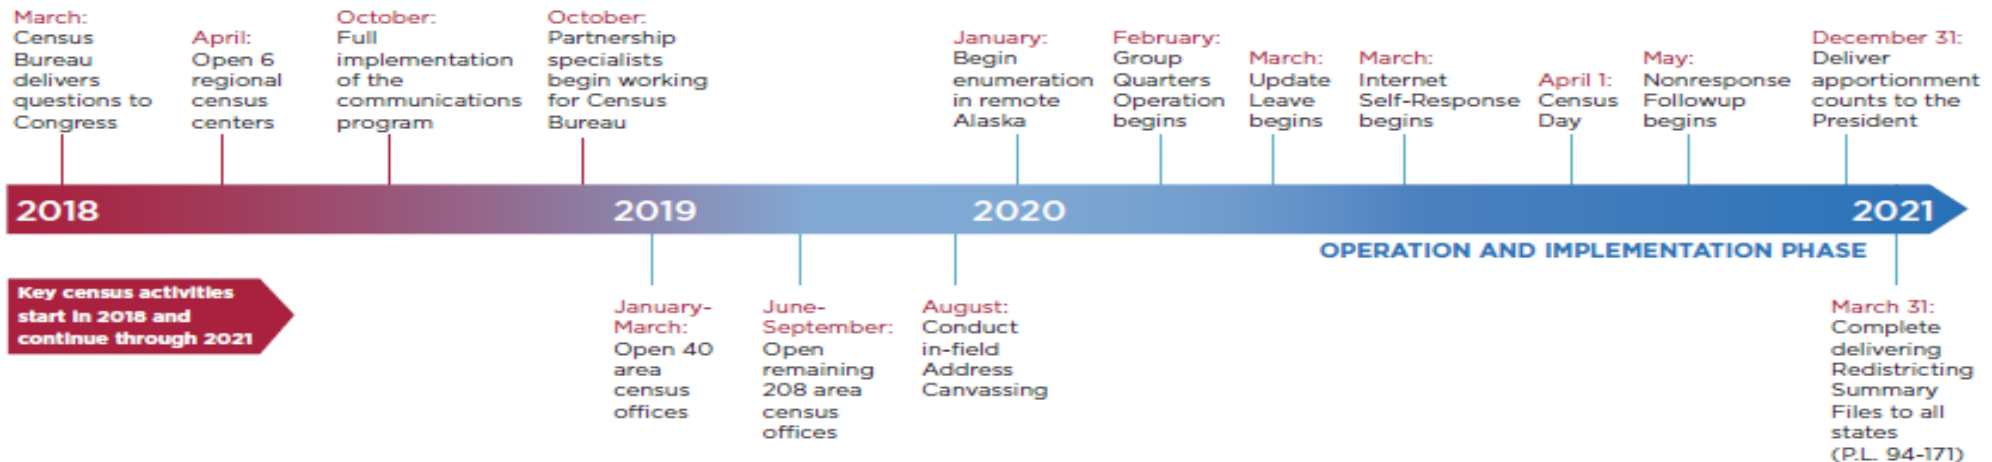 March:
Census
Bureau
delivers
questions to
Congress
April:
Open 6
regional
census
centers
October:
Full
implementation
of the
communications
program
October:
Partnership
specialists
begin working
for Census
Bureau
January:
Begin
enumeration
in remote
Alaska
February:
Group
Quarters
Operation
begins
March:
Update
Leave
begins
March:
Internet
Self-Response
begins
April 1:
Census
Day
May:
Nonresponse
Followup
begins
December 31:
Deliver
apportionment
counts to the
President
2018
2019
2020
2021
OPERATION AND IMPLEMENTATION PHASE
Key census activities
start in 2018 and
continue through 2021
January-
March:
Open 40
area
census
offices
June-
September:
Open
remaining
208 area
census
offices
August:
Conduct
in-field
Address
Canvassing
March 31:
Complete
delivering
Redistricting
Summary
Files to all
states
(P.L. 94-171)